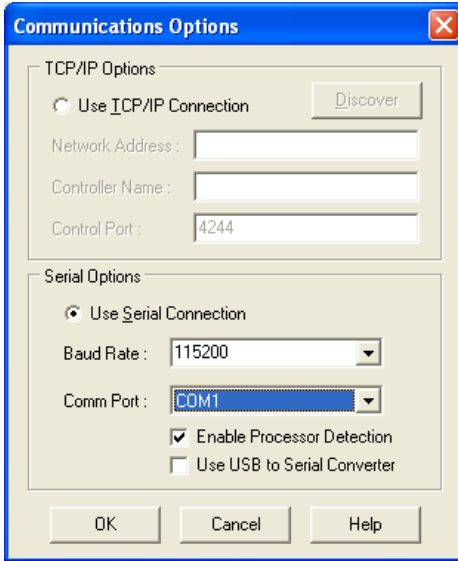 Communications Options
TCP/IP Options
Use TCP/IP Connection
Discover
Network Address :
Controller Name :
Control Port :
4244
Serial Options
Use Serial Connection
Baud Rate :
115200
Comm Port :
COM1
Enable Processor Detection
Use USB to Serial Converter
OK
Cancel
Help